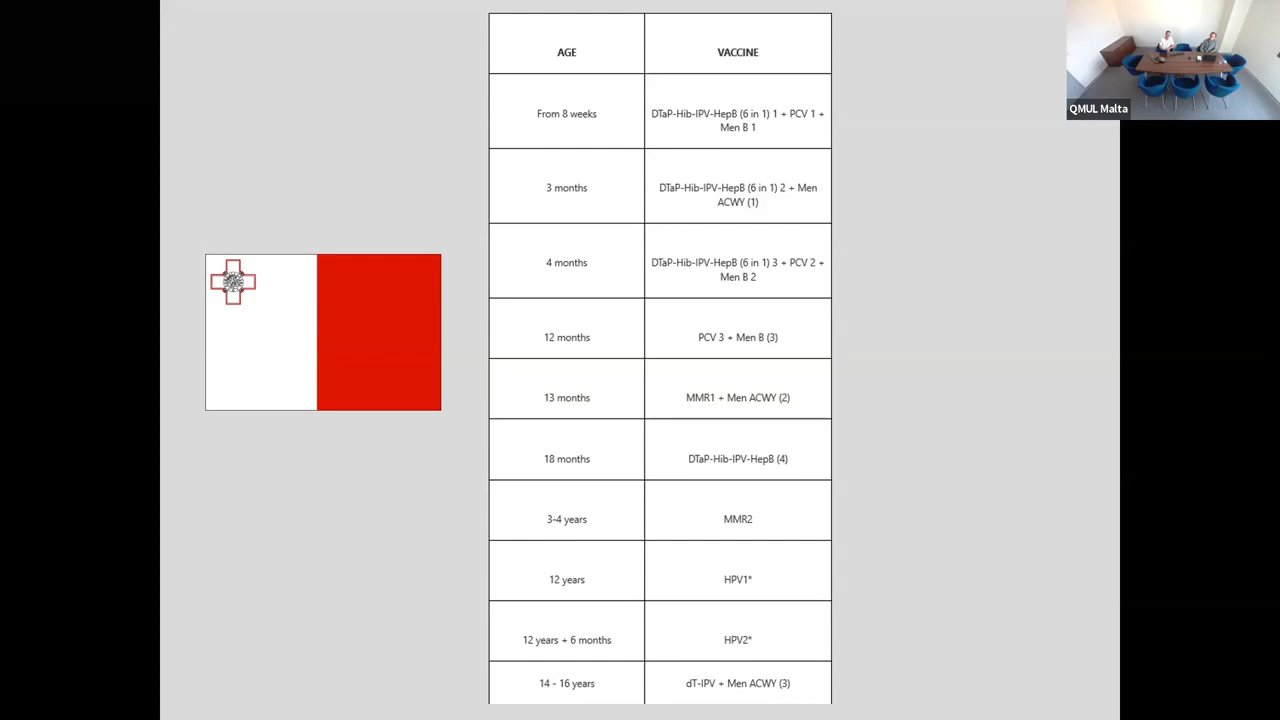 AGE VACCINE
From 8 weeks DTaP-Hib-IPV-HepB (6 in 1) 1 + PCV 1 +
Men B 1
3 months DTaP-Hib-IPV-HepB (6 in 1) 2 + Men
ACWY (1)
4 months DTaP-Hib-IPV-HepB (6 in 1) 3 + PCV 2 +
Men B 2
12 months PCV 3 + Men B (3)
13 months MMR1 + Men ACWY (2)
18 months DTaP-Hib-IPV-HepB (4)
3-4 years MMR2
12 years HPV1*
12 years + 6 months HPV2*
14 - 16 years dT-IPV + Men ACWY (3)
QMUL Malta